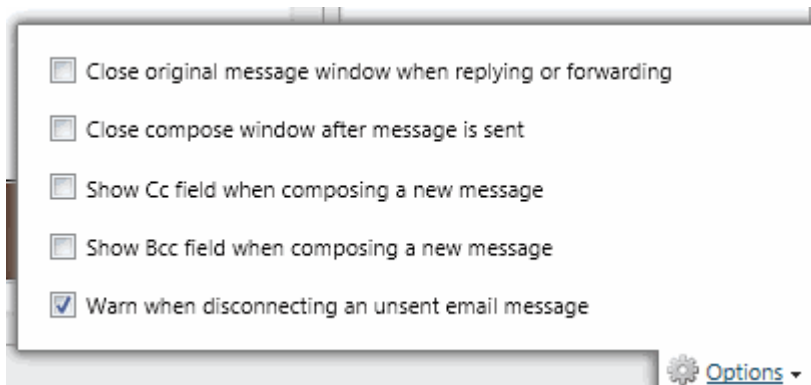 Close original message window when replying or forwarding
Close compose window after message is sent
Show Cc field when composing a new message
Show Bcc field when composing a new message
Warn when disconnecting an unsent email message
Options